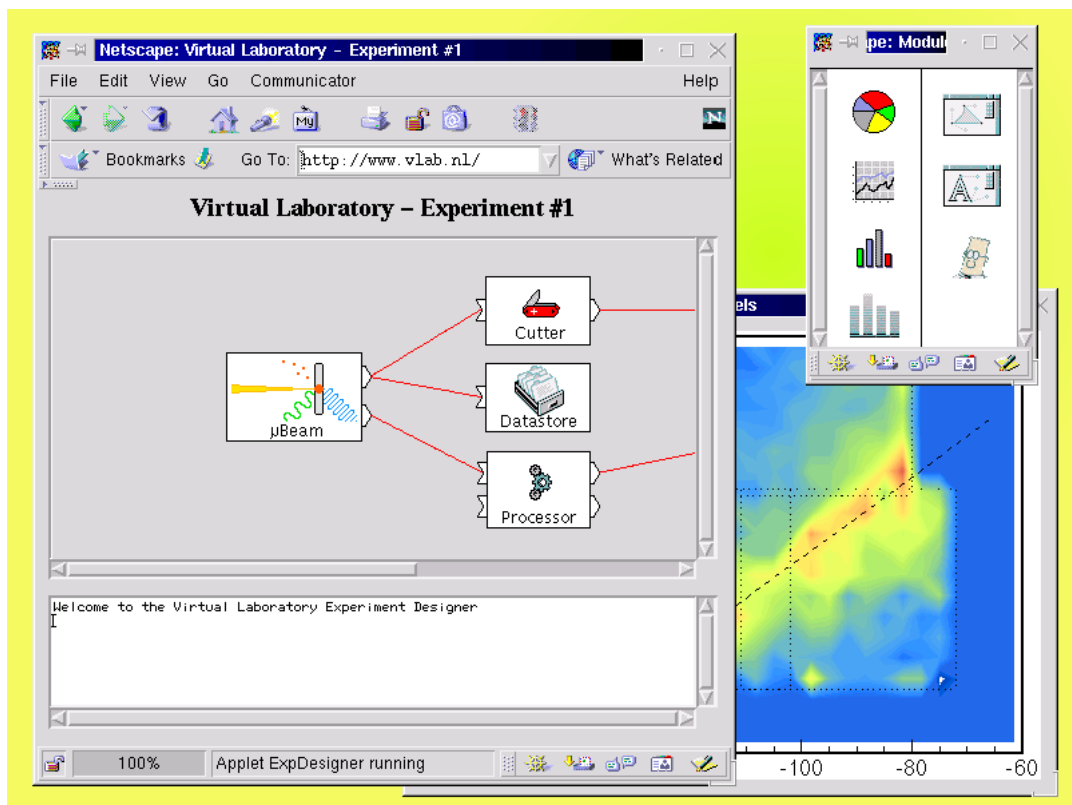 Netscape: Virtual Laboratory – Experiment #1
File Edit View Go Communicator Help
My
N
Bookmarks Go To: http://www.vlab.nl/ What's Related
Virtual Laboratory – Experiment #1
Cutter
µBeam
Datastore
Processor
Welcome to the Virtual Laboratory Experiment Designer
100% Applet ExpDesigner running
pe: Modul
A
els
-100 -80 -60